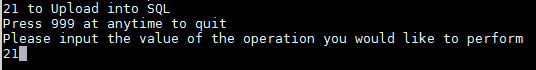 21 to Upload into SQL
Press 999 at anytime to quit
Please input the value of the operation you would like to perform
21